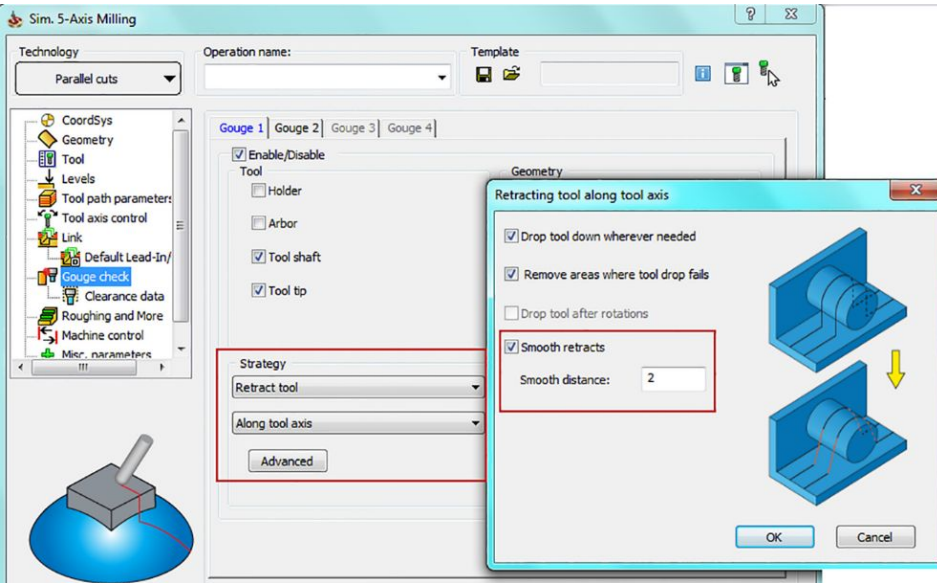 Sim. 5-Axis Milling
Technology
Parallel cuts
Operation name:
Template
CoordSys
Geometry
Tool
Levels
Tool path parameters
Tool axis control
Link
Default Lead-In/
Gouge check
Clearance data
Roughing and More
Machine control
Misc. parameters
Gouge 1
Gouge 2
Gouge 3
Gouge 4
Enable/Disable
Tool
Holder
Arbor
Tool shaft
Tool tip
Geometry
Strategy
Retract tool
Along tool axis
Advanced
Retracting tool along tool axis
Drop tool down wherever needed
Remove areas where tool drop fails
Drop tool after rotations
Smooth retracts
Smooth distance: 2
OK
Cancel